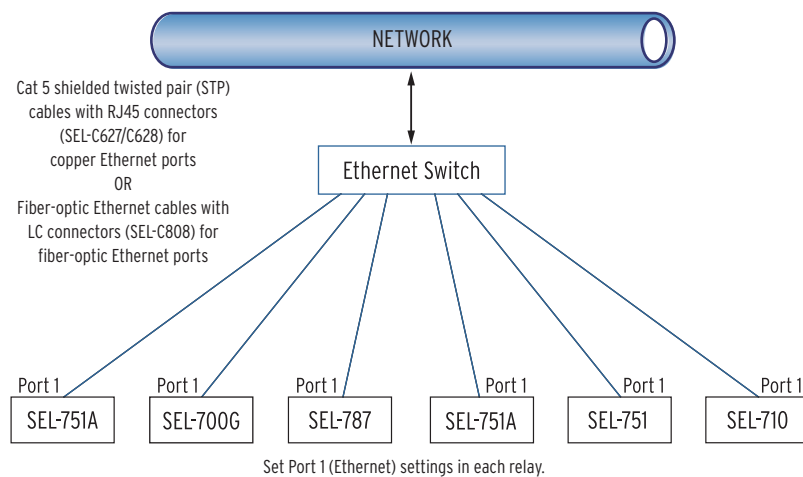 NETWORK
Cat 5 shielded twisted pair (STP)
cables with RJ45 connectors
(SEL-C627/C628) for
copper Ethernet ports
OR
Fiber-optic Ethernet cables with
LC connectors (SEL-C808) for
fiber-optic Ethernet ports
Ethernet Switch
Port 1 Port 1 Port 1 Port 1 Port 1 Port 1
SEL-751A SEL-700G SEL-787 SEL-751A SEL-751 SEL-710
Set Port 1 (Ethernet) settings in each relay.